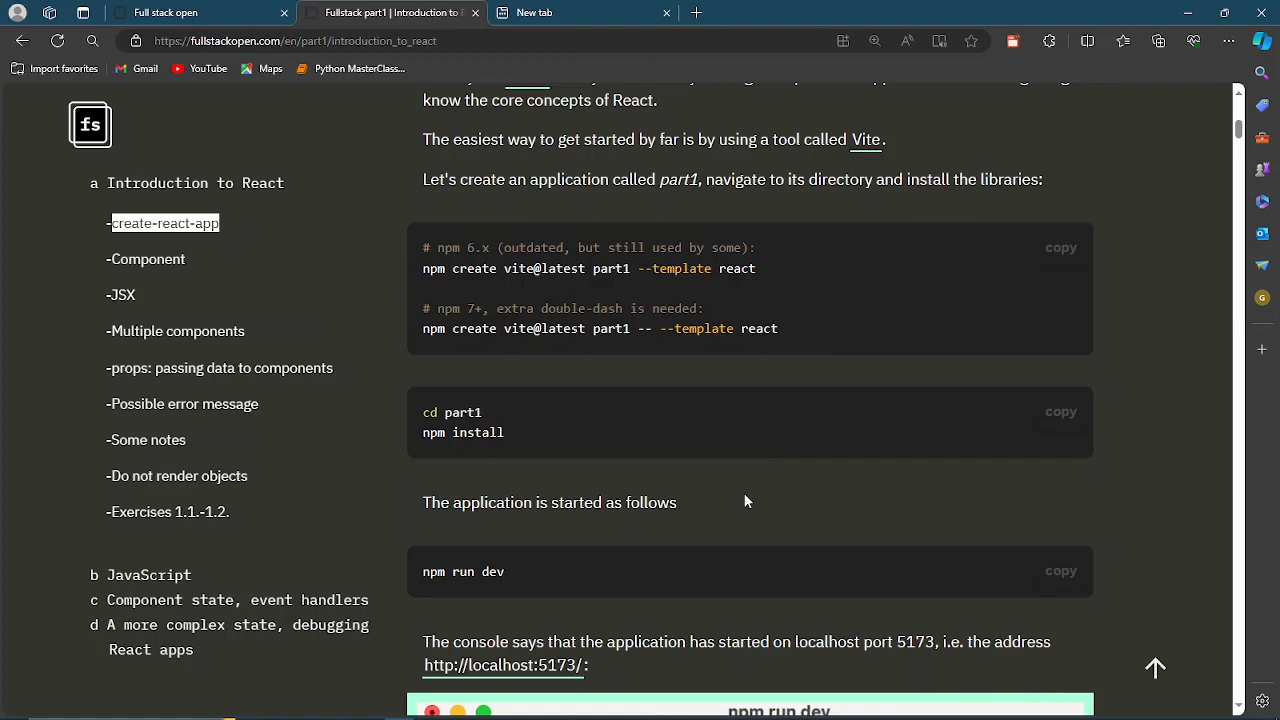 Full stack open
Fullstack part1 | Introduction to
New tab
https://fullstackopen.com/en/part1/introduction_to_react
Import favorites
Gmail
YouTube
Maps
Python MasterClass...
fs
a Introduction to React
-create-react-app
-Component
-JSX
-Multiple components
-props: passing data to components
-Possible error message
-Some notes
-Do not render objects
-Exercises 1.1.-1.2.
b JavaScript
c Component state, event handlers
d A more complex state, debugging
React apps
know the core concepts of React.
The easiest way to get started by far is by using a tool called Vite.
Let's create an application called part1, navigate to its directory and install the libraries:
copy
# npm 6.x (outdated, but still used by some):
npm create vite@latest part1 --template react
# npm 7+, extra double-dash is needed:
npm create vite@latest part1 -- --template react
copy
cd part1
npm install
The application is started as follows
copy
npm run dev
The console says that the application has started on localhost port 5173, i.e. the address
http://localhost:5173/:
npm run dev